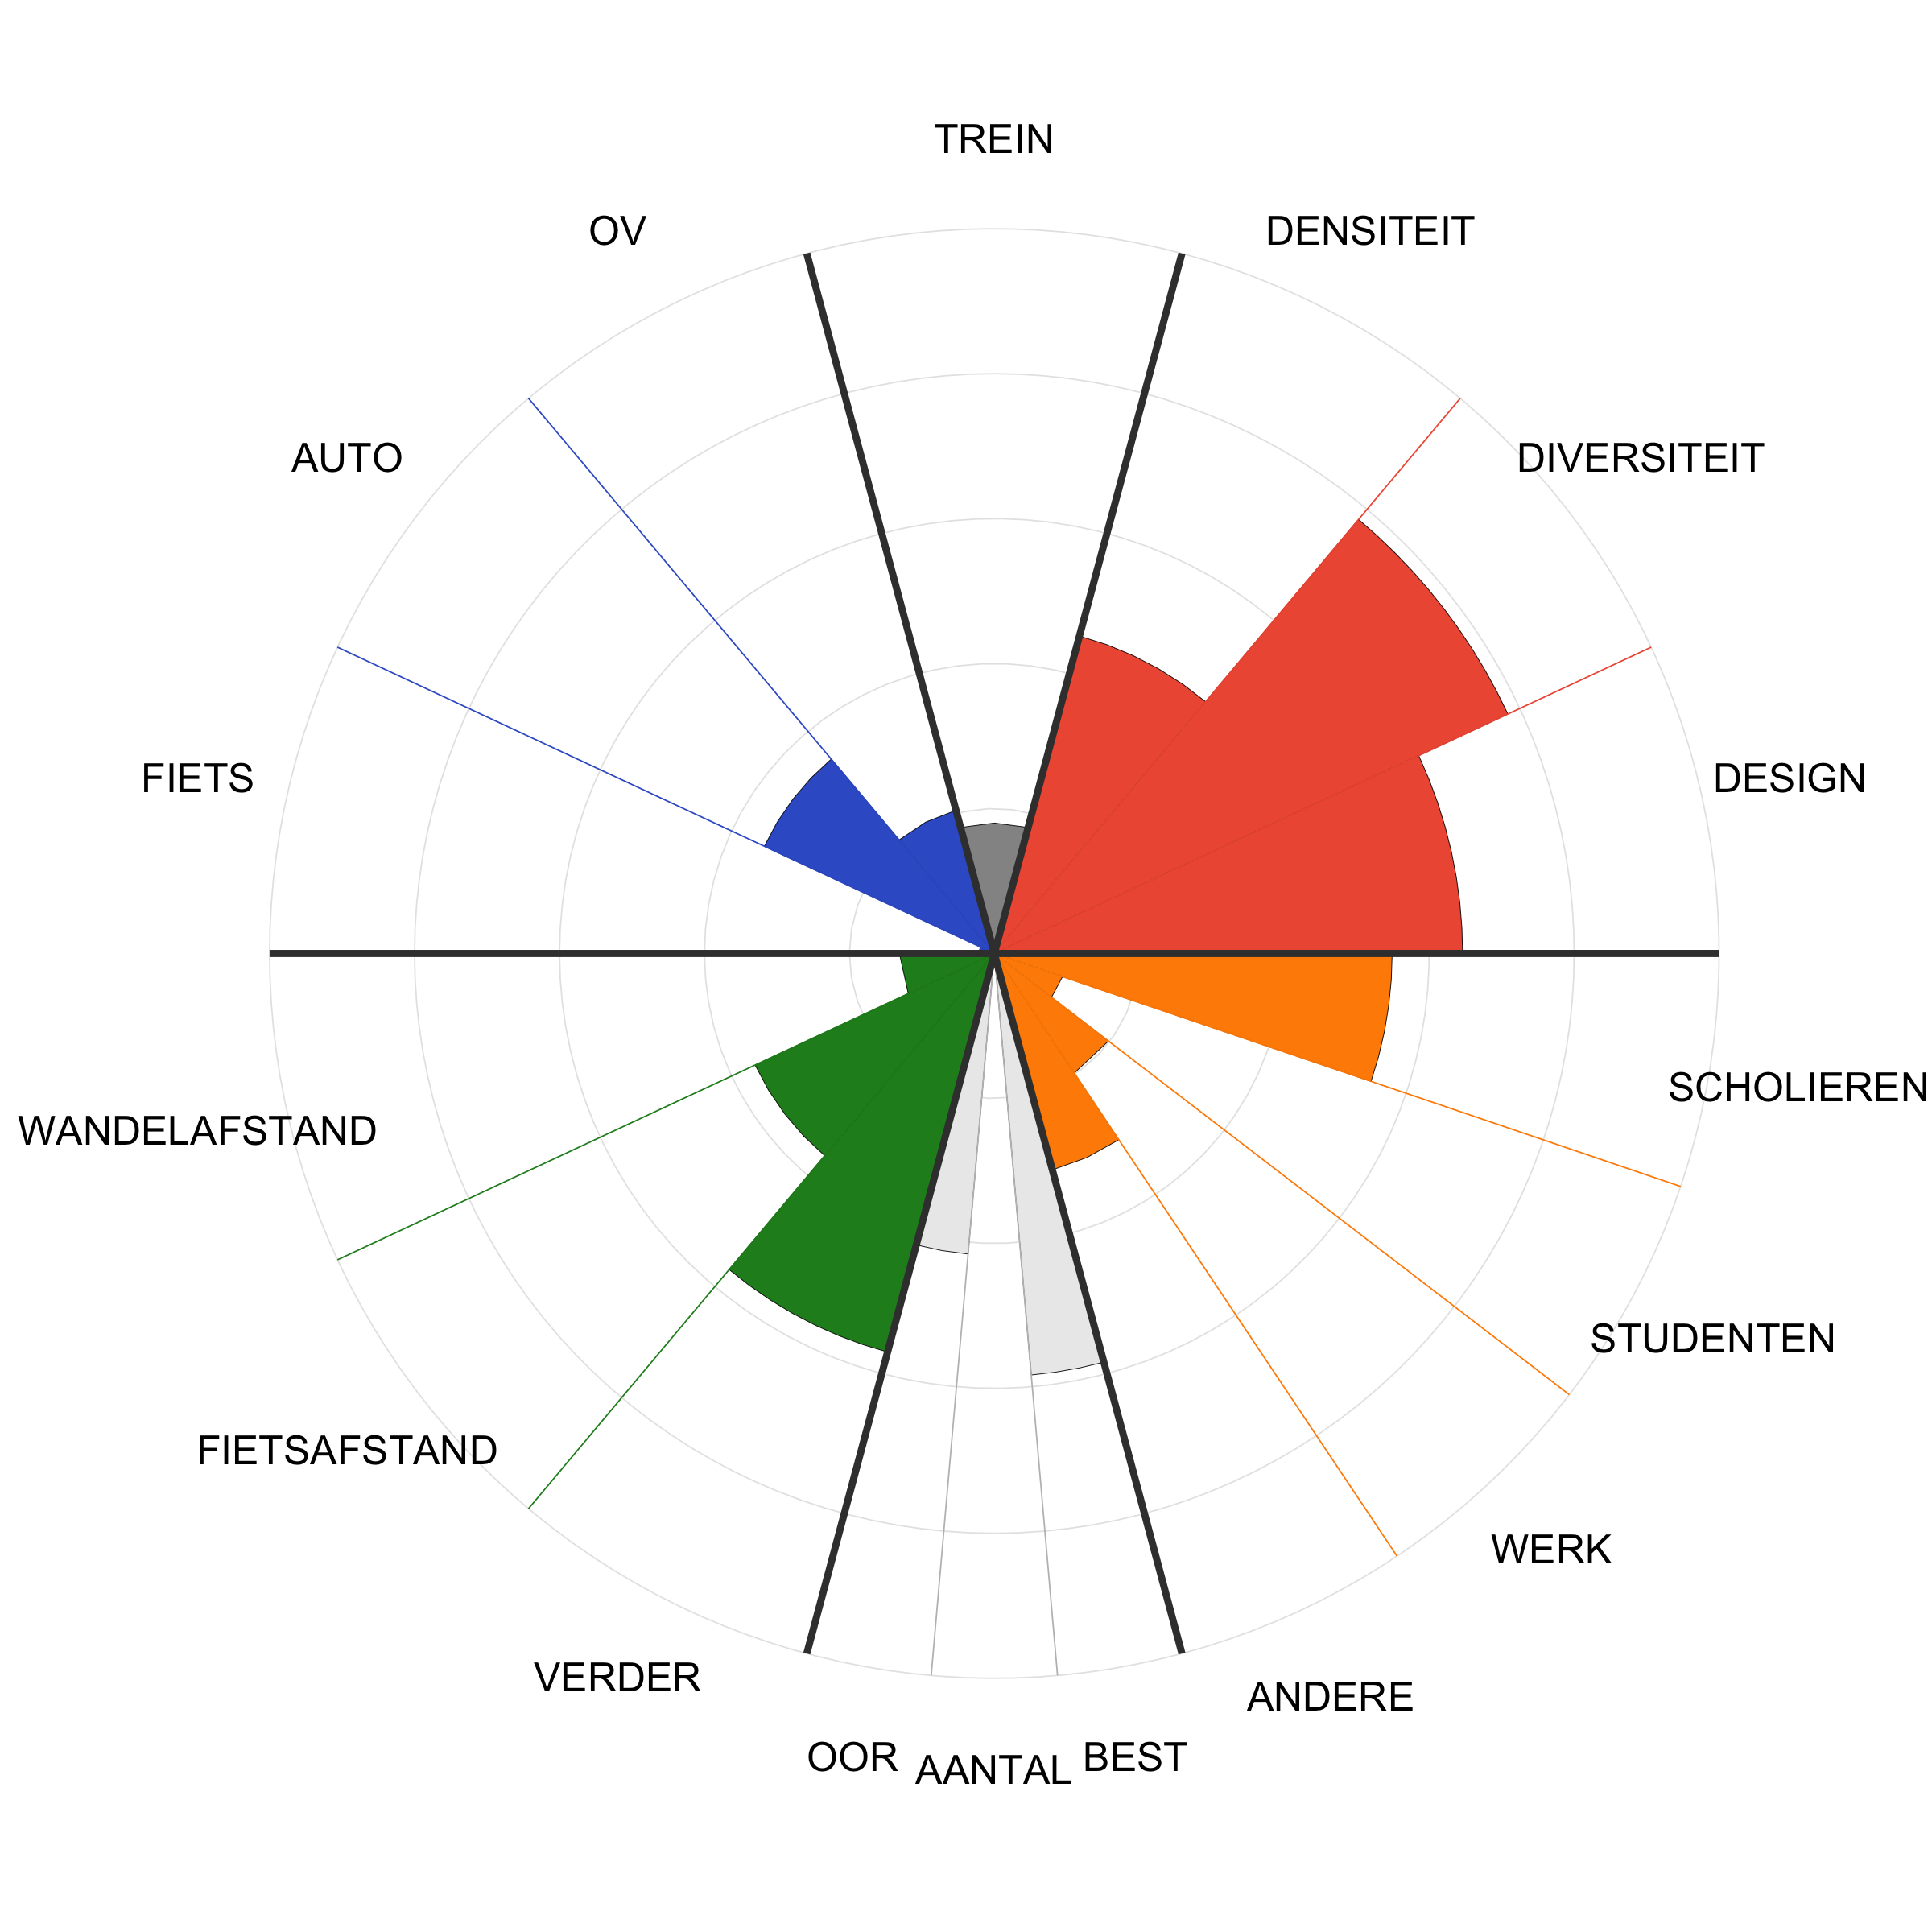 TREIN
OV
DENSITEIT
AUTO
DIVERSITEIT
FIETS
DESIGN
SCHOLIEREN
WANDELAFSTAND
STUDENTEN
FIETSAFSTAND
WERK
VERDER
ANDERE
OOR
AANTAL
BEST